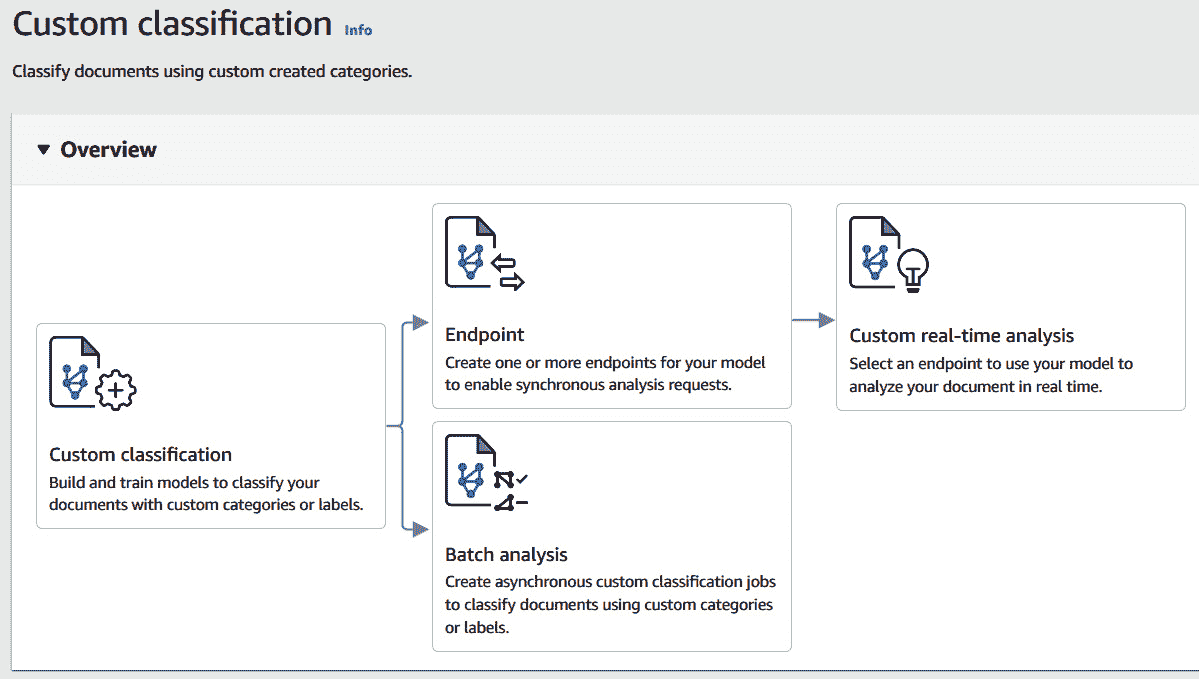 Custom classification Info
Classify documents using custom created categories.
Overview
Custom classification
Build and train models to classify your
documents with custom categories or labels.
Endpoint
Create one or more endpoints for your model
to enable synchronous analysis requests.
Batch analysis
Create asynchronous custom classification jobs
to classify documents using custom categories
or labels.
Custom real-time analysis
Select an endpoint to use your model to
analyze your document in real time.